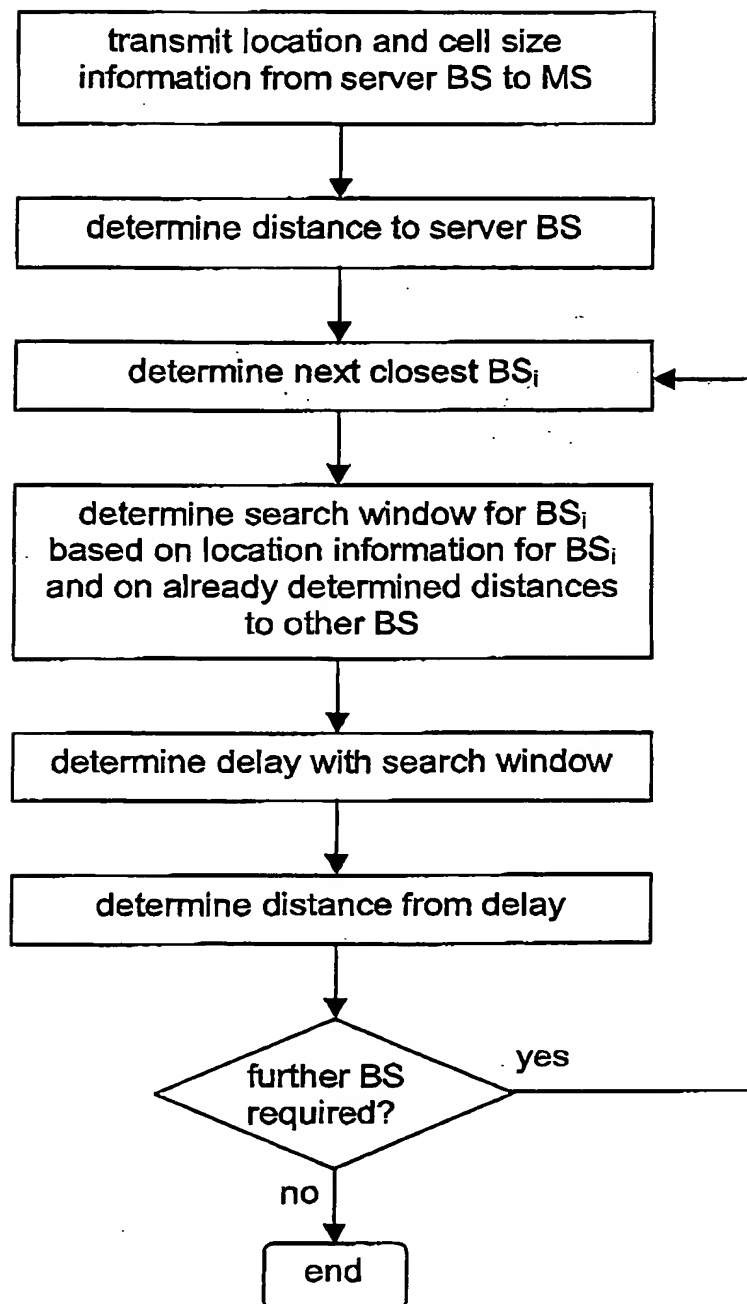 transmit location and cell size
information from server BS to MS
determine distance to server BS
determine next closest BSi
determine search window for BSi
based on location information for BSi
and on already determined distances
to other BS
determine delay with search window
determine distance from delay
further BS
required?
yes
no
end